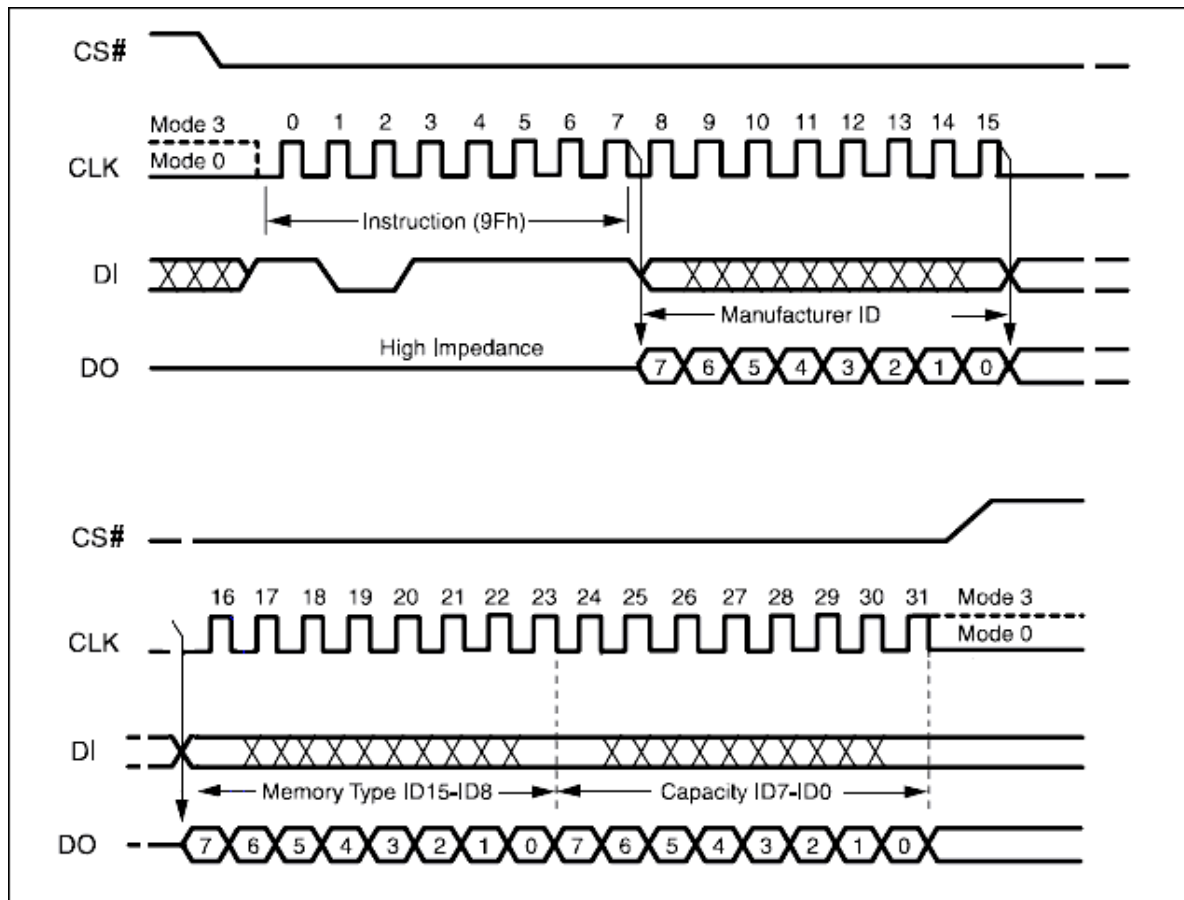 CS#
Mode 3
0 1 2 3 4 5 6 7 8 9 10 11 12 13 14 15
CLK
Mode 0
Instruction (9Fh)
DI
Manufacturer ID
High Impedance
DO
7 6 5 4 3 2 1 0
CS#
16 17 18 19 20 21 22 23 24 25 26 27 28 29 30 31
Mode 3
CLK
Mode 0
DI
Memory Type ID15-ID8
Capacity ID7-ID0
DO
7 6 5 4 3 2 1 0 7 6 5 4 3 2 1 0